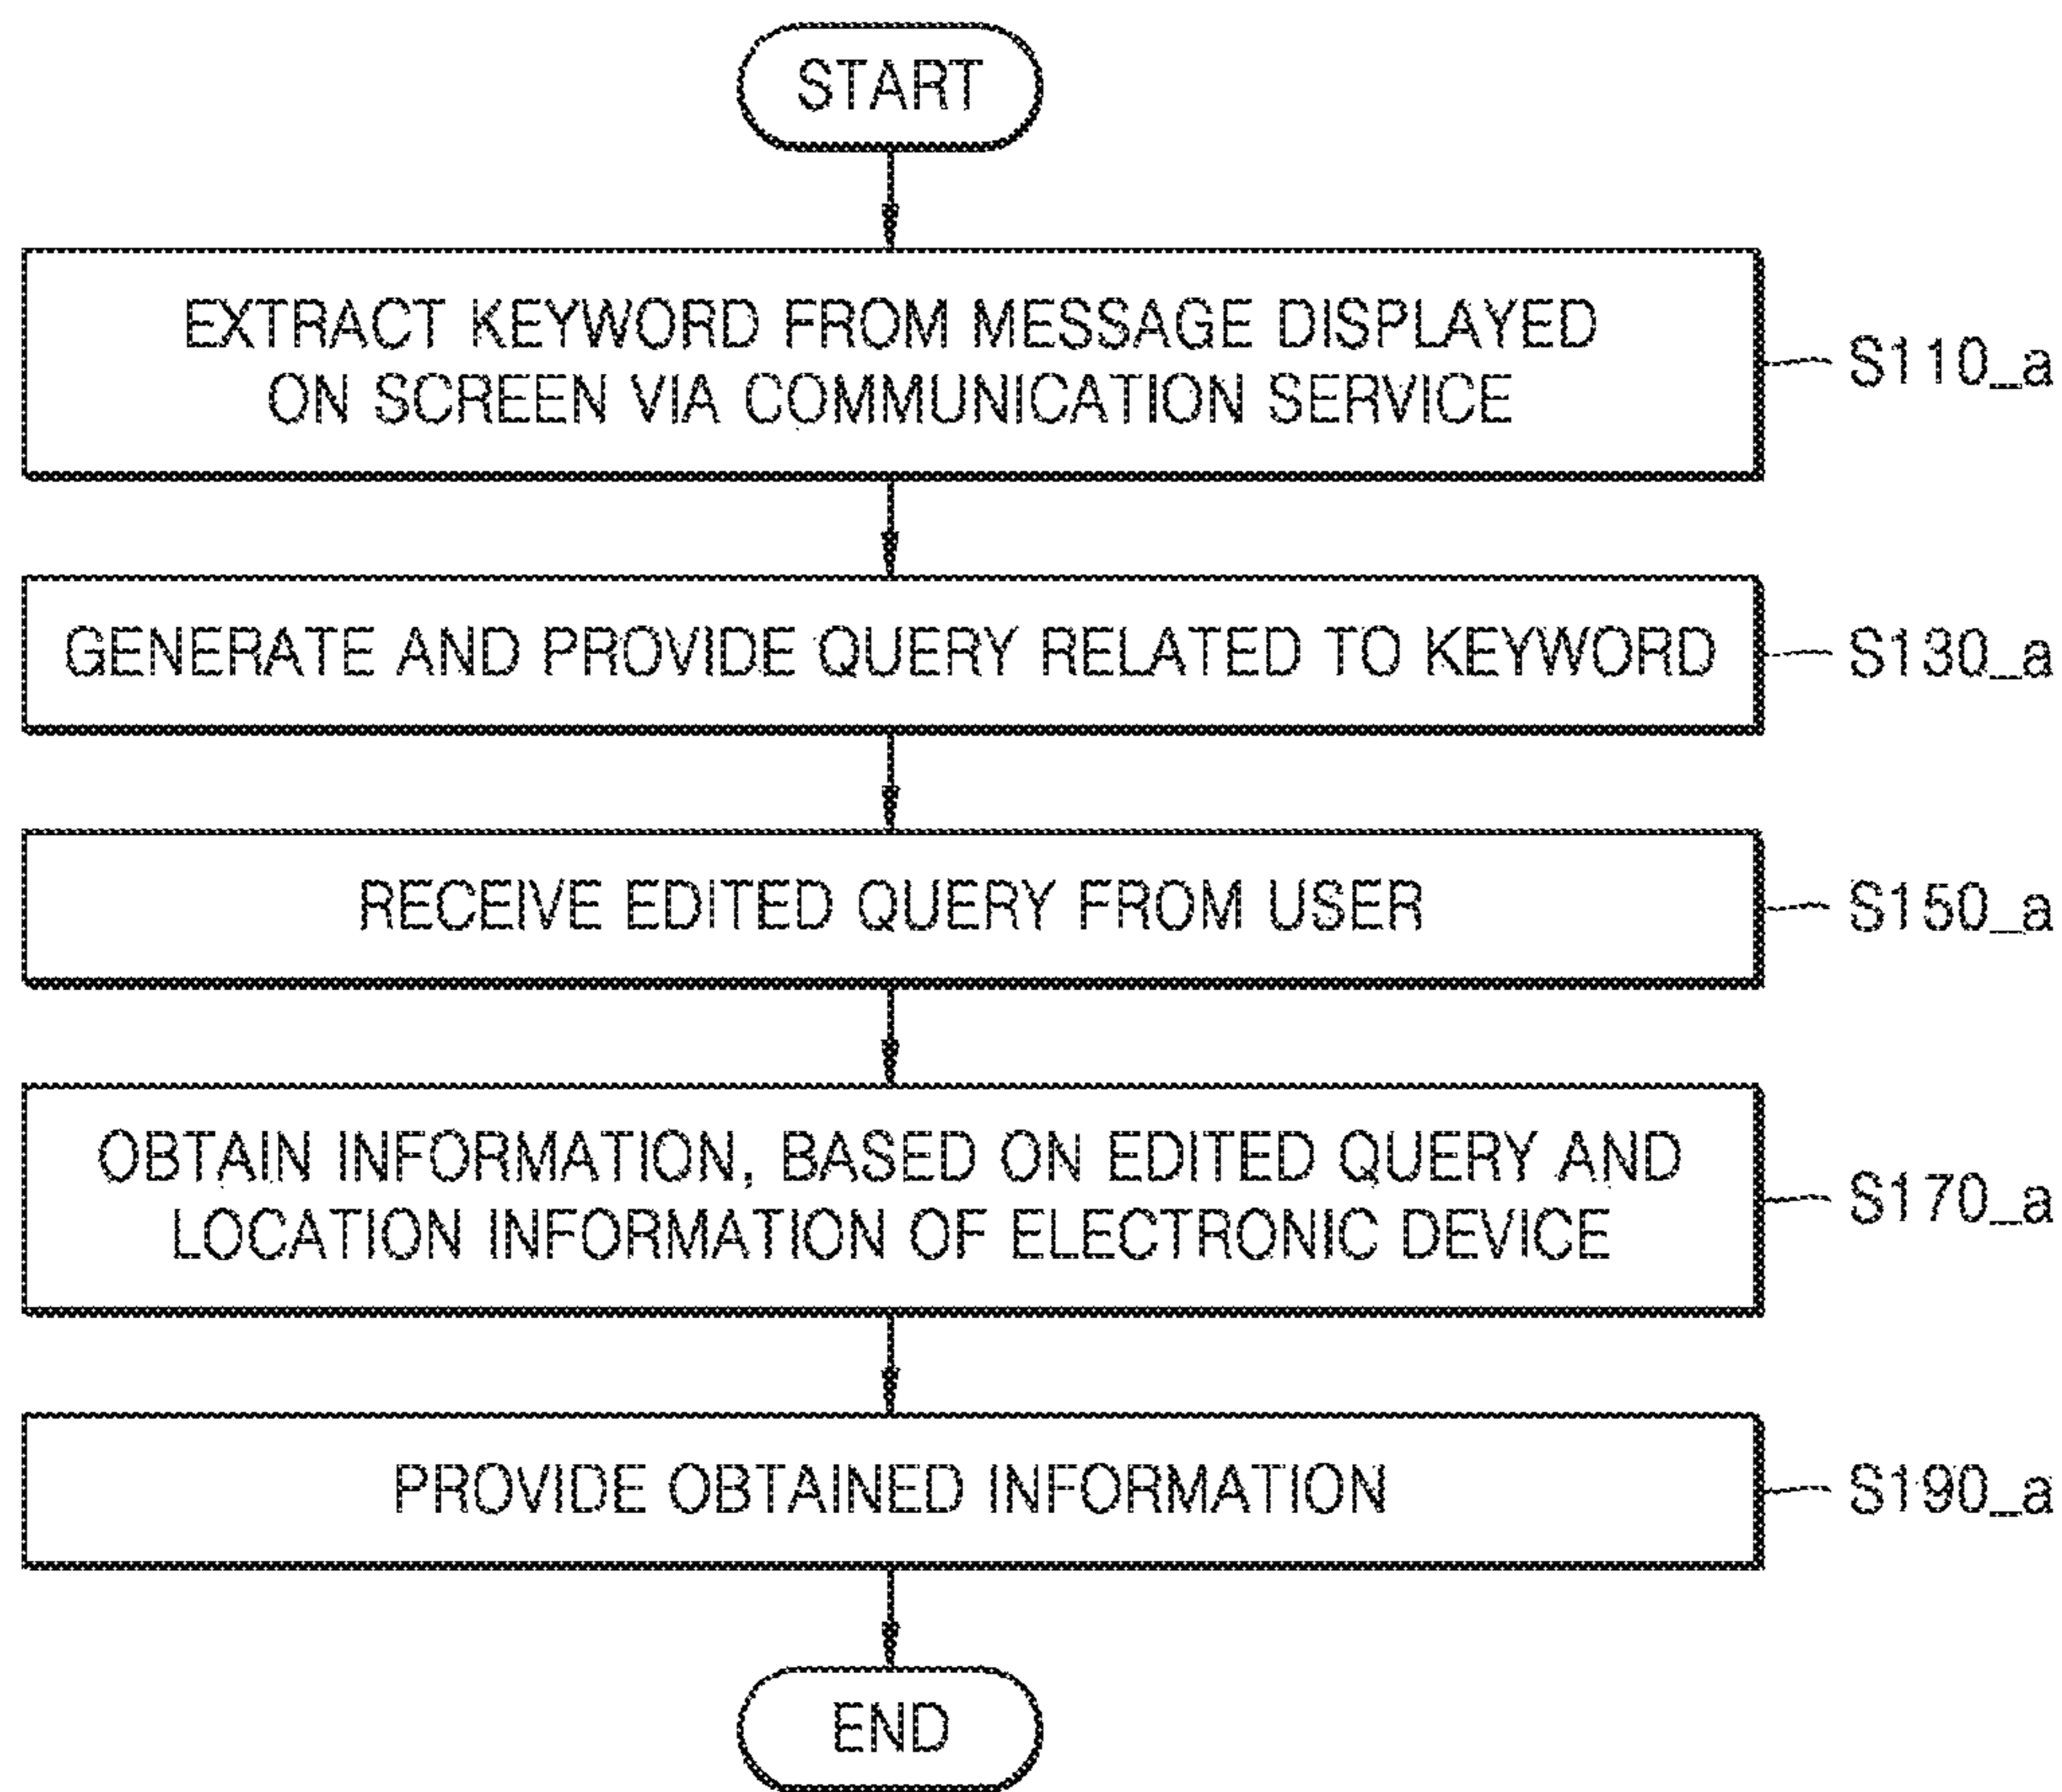 START
EXTRACT KEYWORD FROM MESSAGE DISPLAYED
ON SCREEN VIA COMMUNICATION SERVICE
S110_a
GENERATE AND PROVIDE QUERY RELATED TO KEYWORD
S130_a
RECEIVE EDITED QUERY FROM USER
S150_a
OBTAIN INFORMATION, BASED ON EDITED QUERY AND
LOCATION INFORMATION OF ELECTRONIC DEVICE
S170_a
PROVIDE OBTAINED INFORMATION
S190_a
END